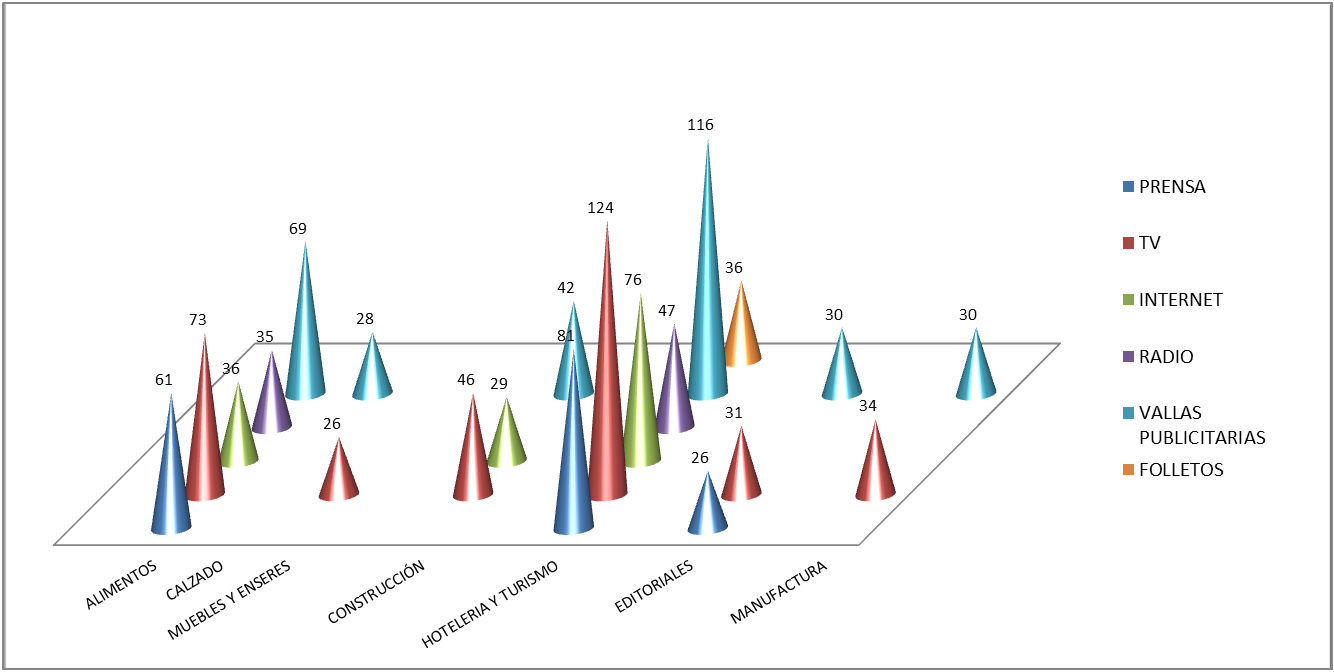 116
124
69
36
76
42
47
28
73
35
81
30
30
61
36
46
29
26
31
34
26
ALIMENTOS
CALZADO
MUEBLES Y ENSERES
CONSTRUCCIÓN
HOTELERIA Y TURISMO
EDITORIALES
MANUFACTURA
PRENSA
TV
INTERNET
RADIO
VALLAS
PUBLICITARIAS
FOLLETOS